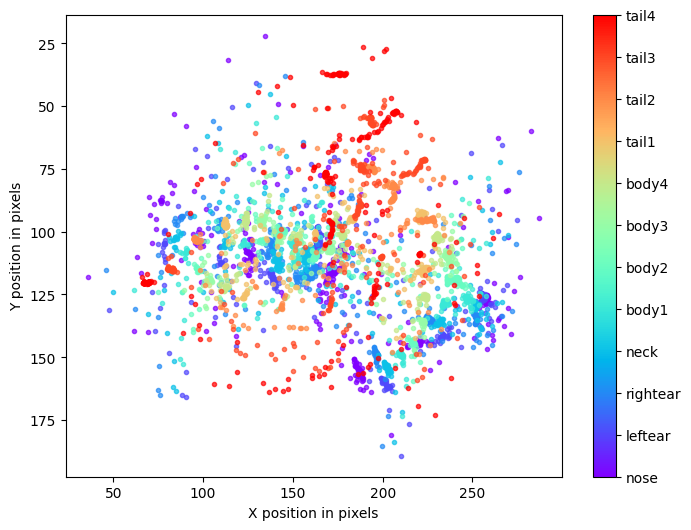 25
50
75
100
125
150
175
Y position in pixels
50
100
150
200
250
X position in pixels
tail4
tail3
tail2
tail1
body4
body3
body2
body1
neck
rightear
leftear
nose